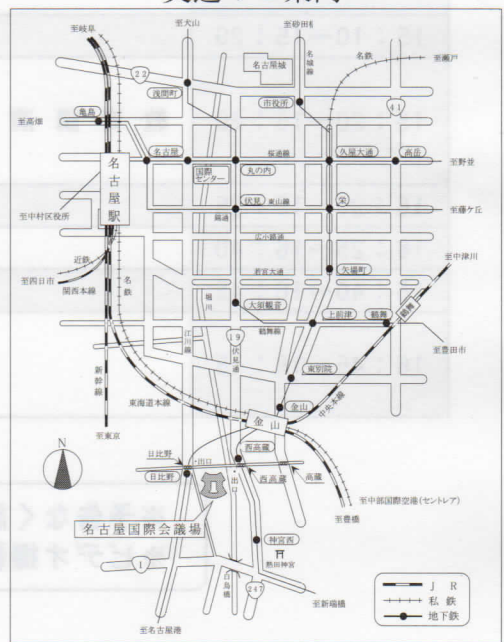 交通のご案内
至岐阜
至犬山
至砂田橋
名城線
名鉄
至瀬戸
22
名古屋城
浅間町
市役所
41
亀島
至高畑
名古屋
桜通線
久屋大通
高岳
至野並
国際
センター
丸の内
名古屋駅
伏見
東山線
栄
錦通
至藤ケ丘
至中村区役所
広小路通
近鉄
若宮大通
矢場町
至中津川
至四日市
名鉄
関西本線
堀川
大須観音
上前津
鶴舞
鶴舞
江川線
19
鶴舞線
伏見通
至豊田市
新幹線
東別院
東海道本線
金山
中央本線
金山
至東京
N
日比野
出口
西高蔵
日比野
出口
西高蔵
高蔵
至中部国際空港(セントレア)
至豊橋
名古屋国際会議場
神宮西
熱田神宮
1
白鳥橋
247
至新瑞橋
至名古屋港
JR
私鉄
地下鉄